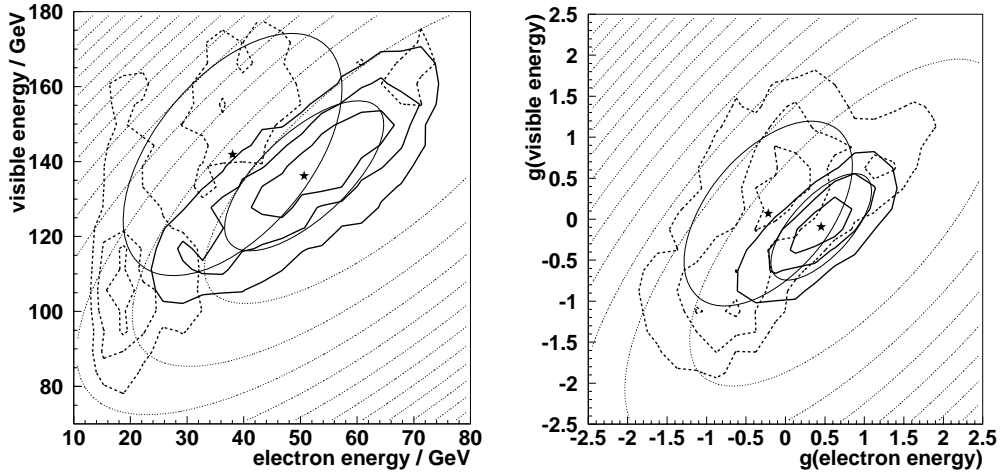 visible energy / GeV
180
160
140
120
100
80
10 20 30 40 50 60 70 80
electron energy / GeV
g(visible energy)
2.5
2
1.5
1
0.5
0
-0.5
-1
-1.5
-2
-2.5
-2.5 -2 -1.5 -1 -0.5 0 0.5 1 1.5 2 2.5
g(electron energy)